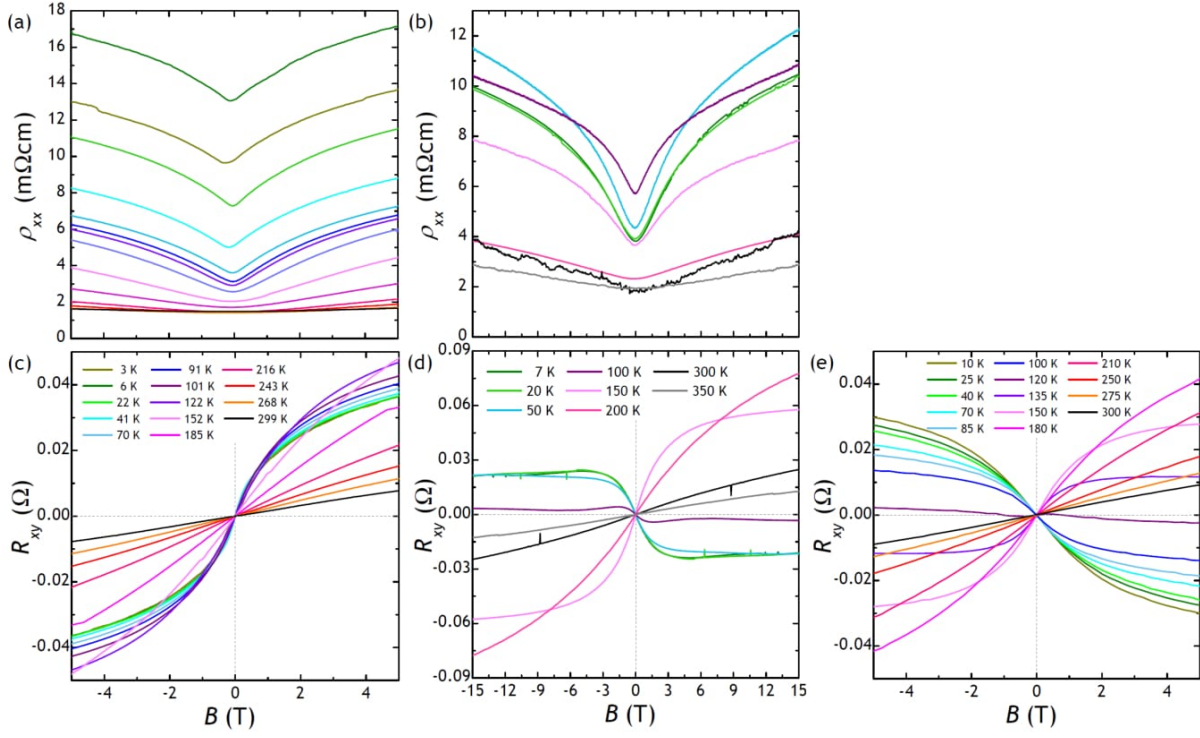 (a)
18
16
14
12
10
8
6
4
2
0
ρxx (mΩcm)
(b)
12
10
8
6
4
2
0
ρxx (mΩcm)
(c)
3 K 91 K 216 K
6 K 101 K 243 K
22 K 122 K 268 K
41 K 152 K 299 K
70 K 185 K
0.04
0.02
0.00
-0.02
-0.04
Rxy (Ω)
-4 -2 0 2 4
B (T)
(d)
7 K 100 K 300 K
20 K 150 K 350 K
50 K 200 K
0.09
0.06
0.03
0.00
-0.03
-0.06
-0.09
Rxy (Ω)
-15 -12 -9 -6 -3 0 3 6 9 12 15
B (T)
(e)
10 K 100 K 210 K
25 K 120 K 250 K
40 K 135 K 275 K
70 K 150 K 300 K
85 K 180 K
0.04
0.02
0.00
-0.02
-0.04
Rxy (Ω)
-4 -2 0 2 4
B (T)